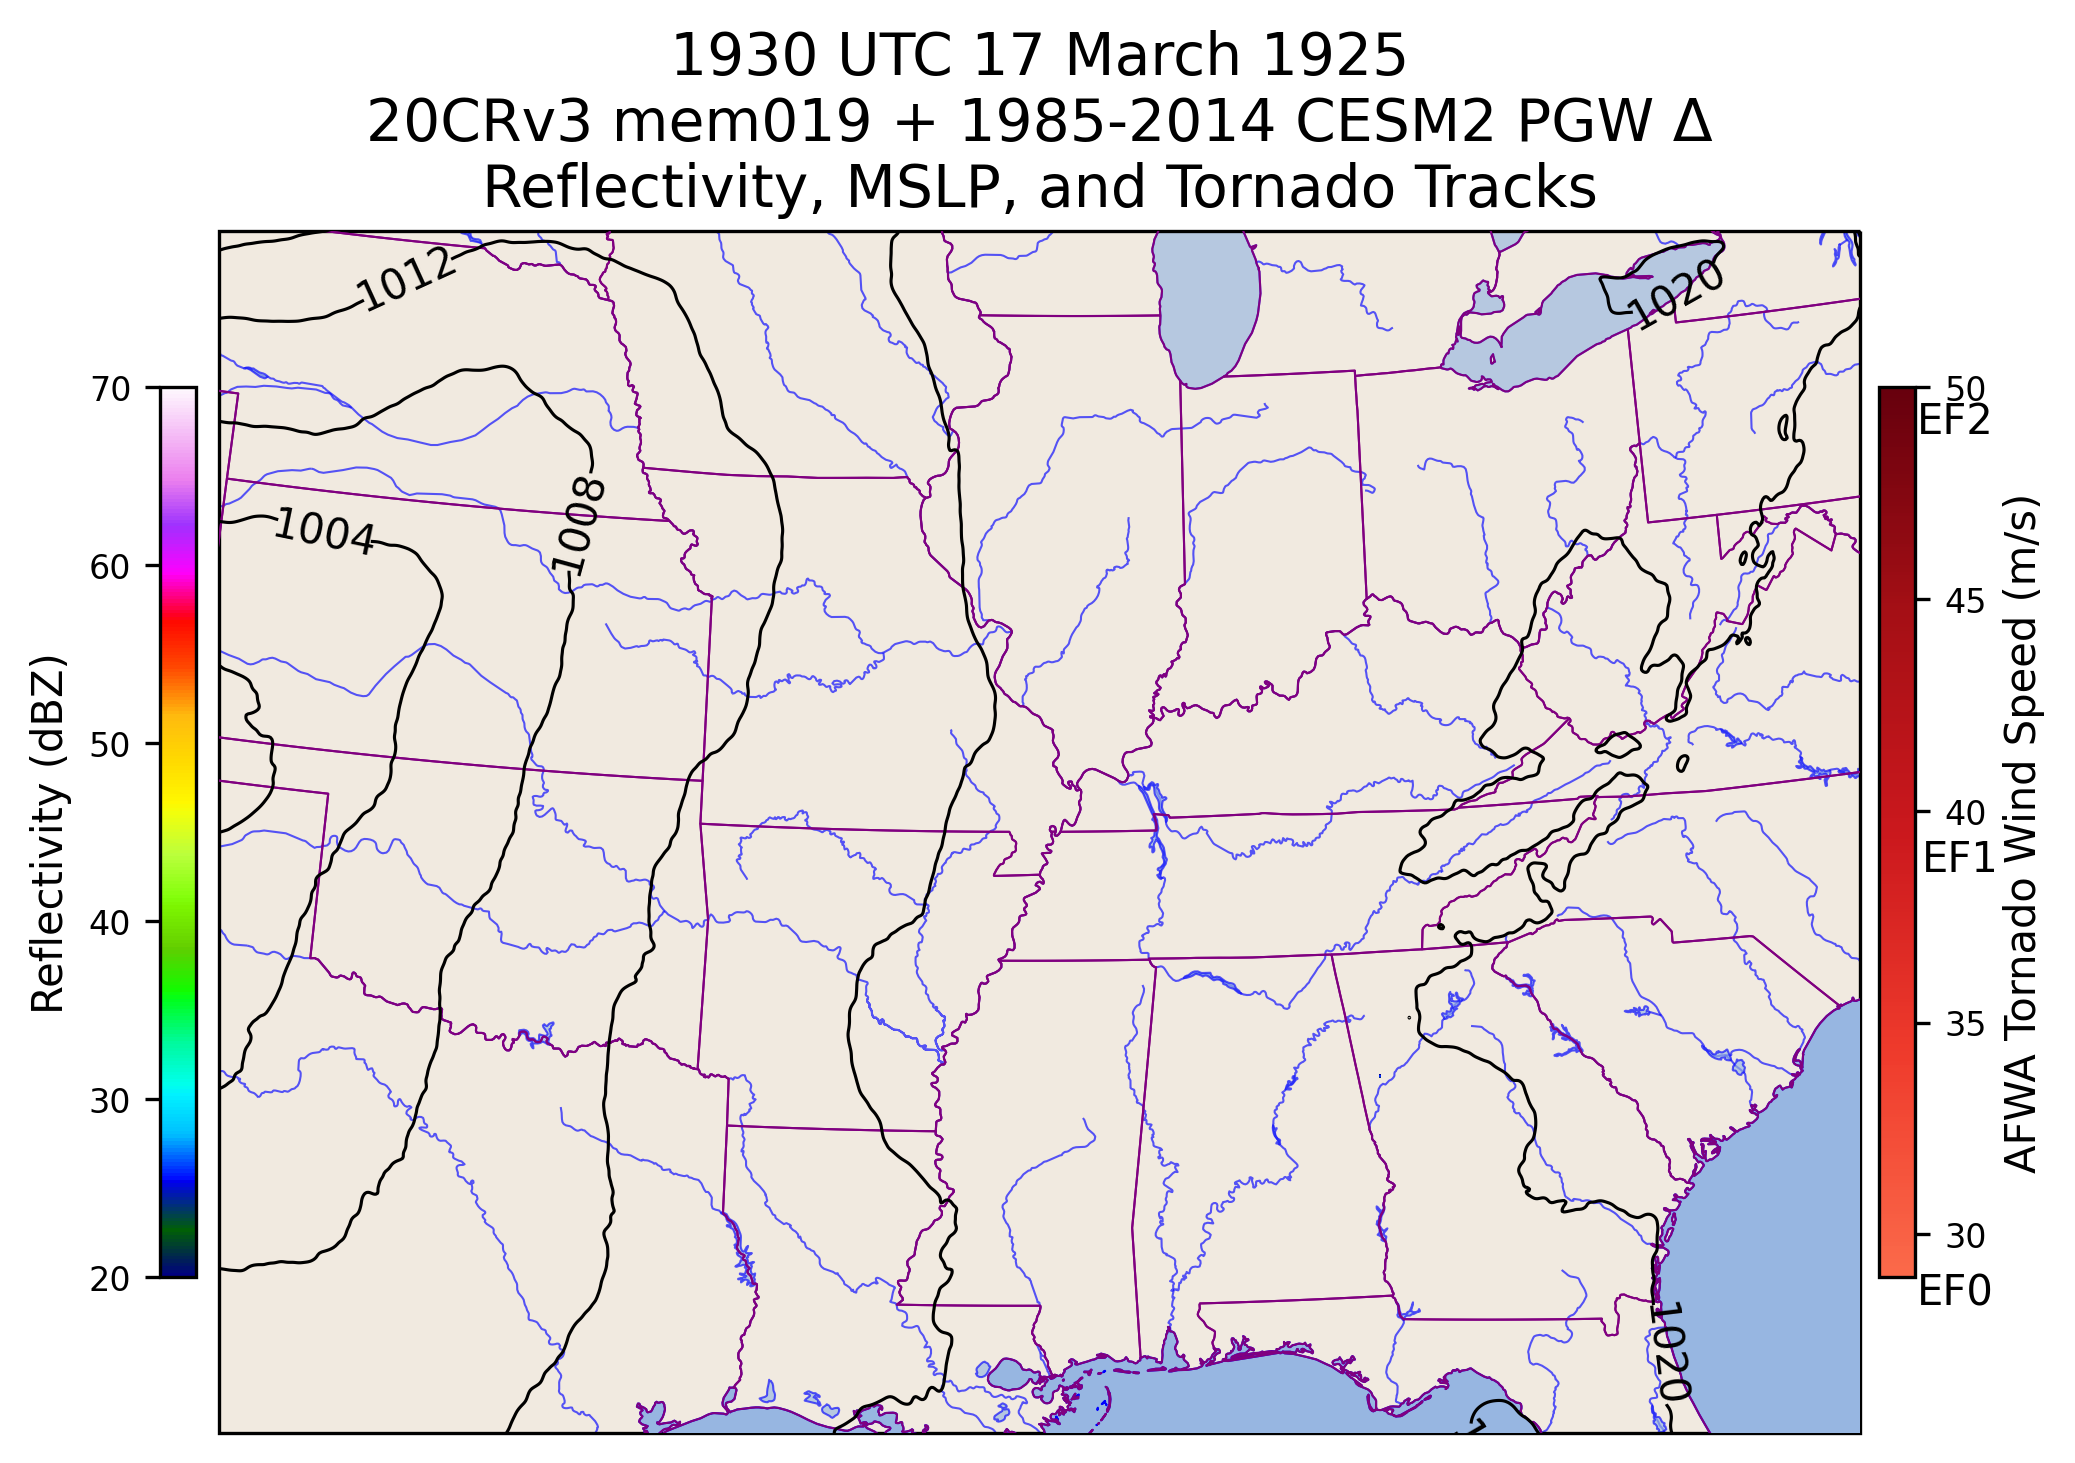 1930 UTC 17 March 1925
20CRv3 mem019 + 1985-2014 CESM2 PGW Δ
Reflectivity, MSLP, and Tornado Tracks
1012
1020
1008
1004
1020
1
70
60
50
40
30
20
Reflectivity (dBZ)
50
EF2
45
40
EF1
35
30
EF0
AFWA Tornado Wind Speed (m/s)